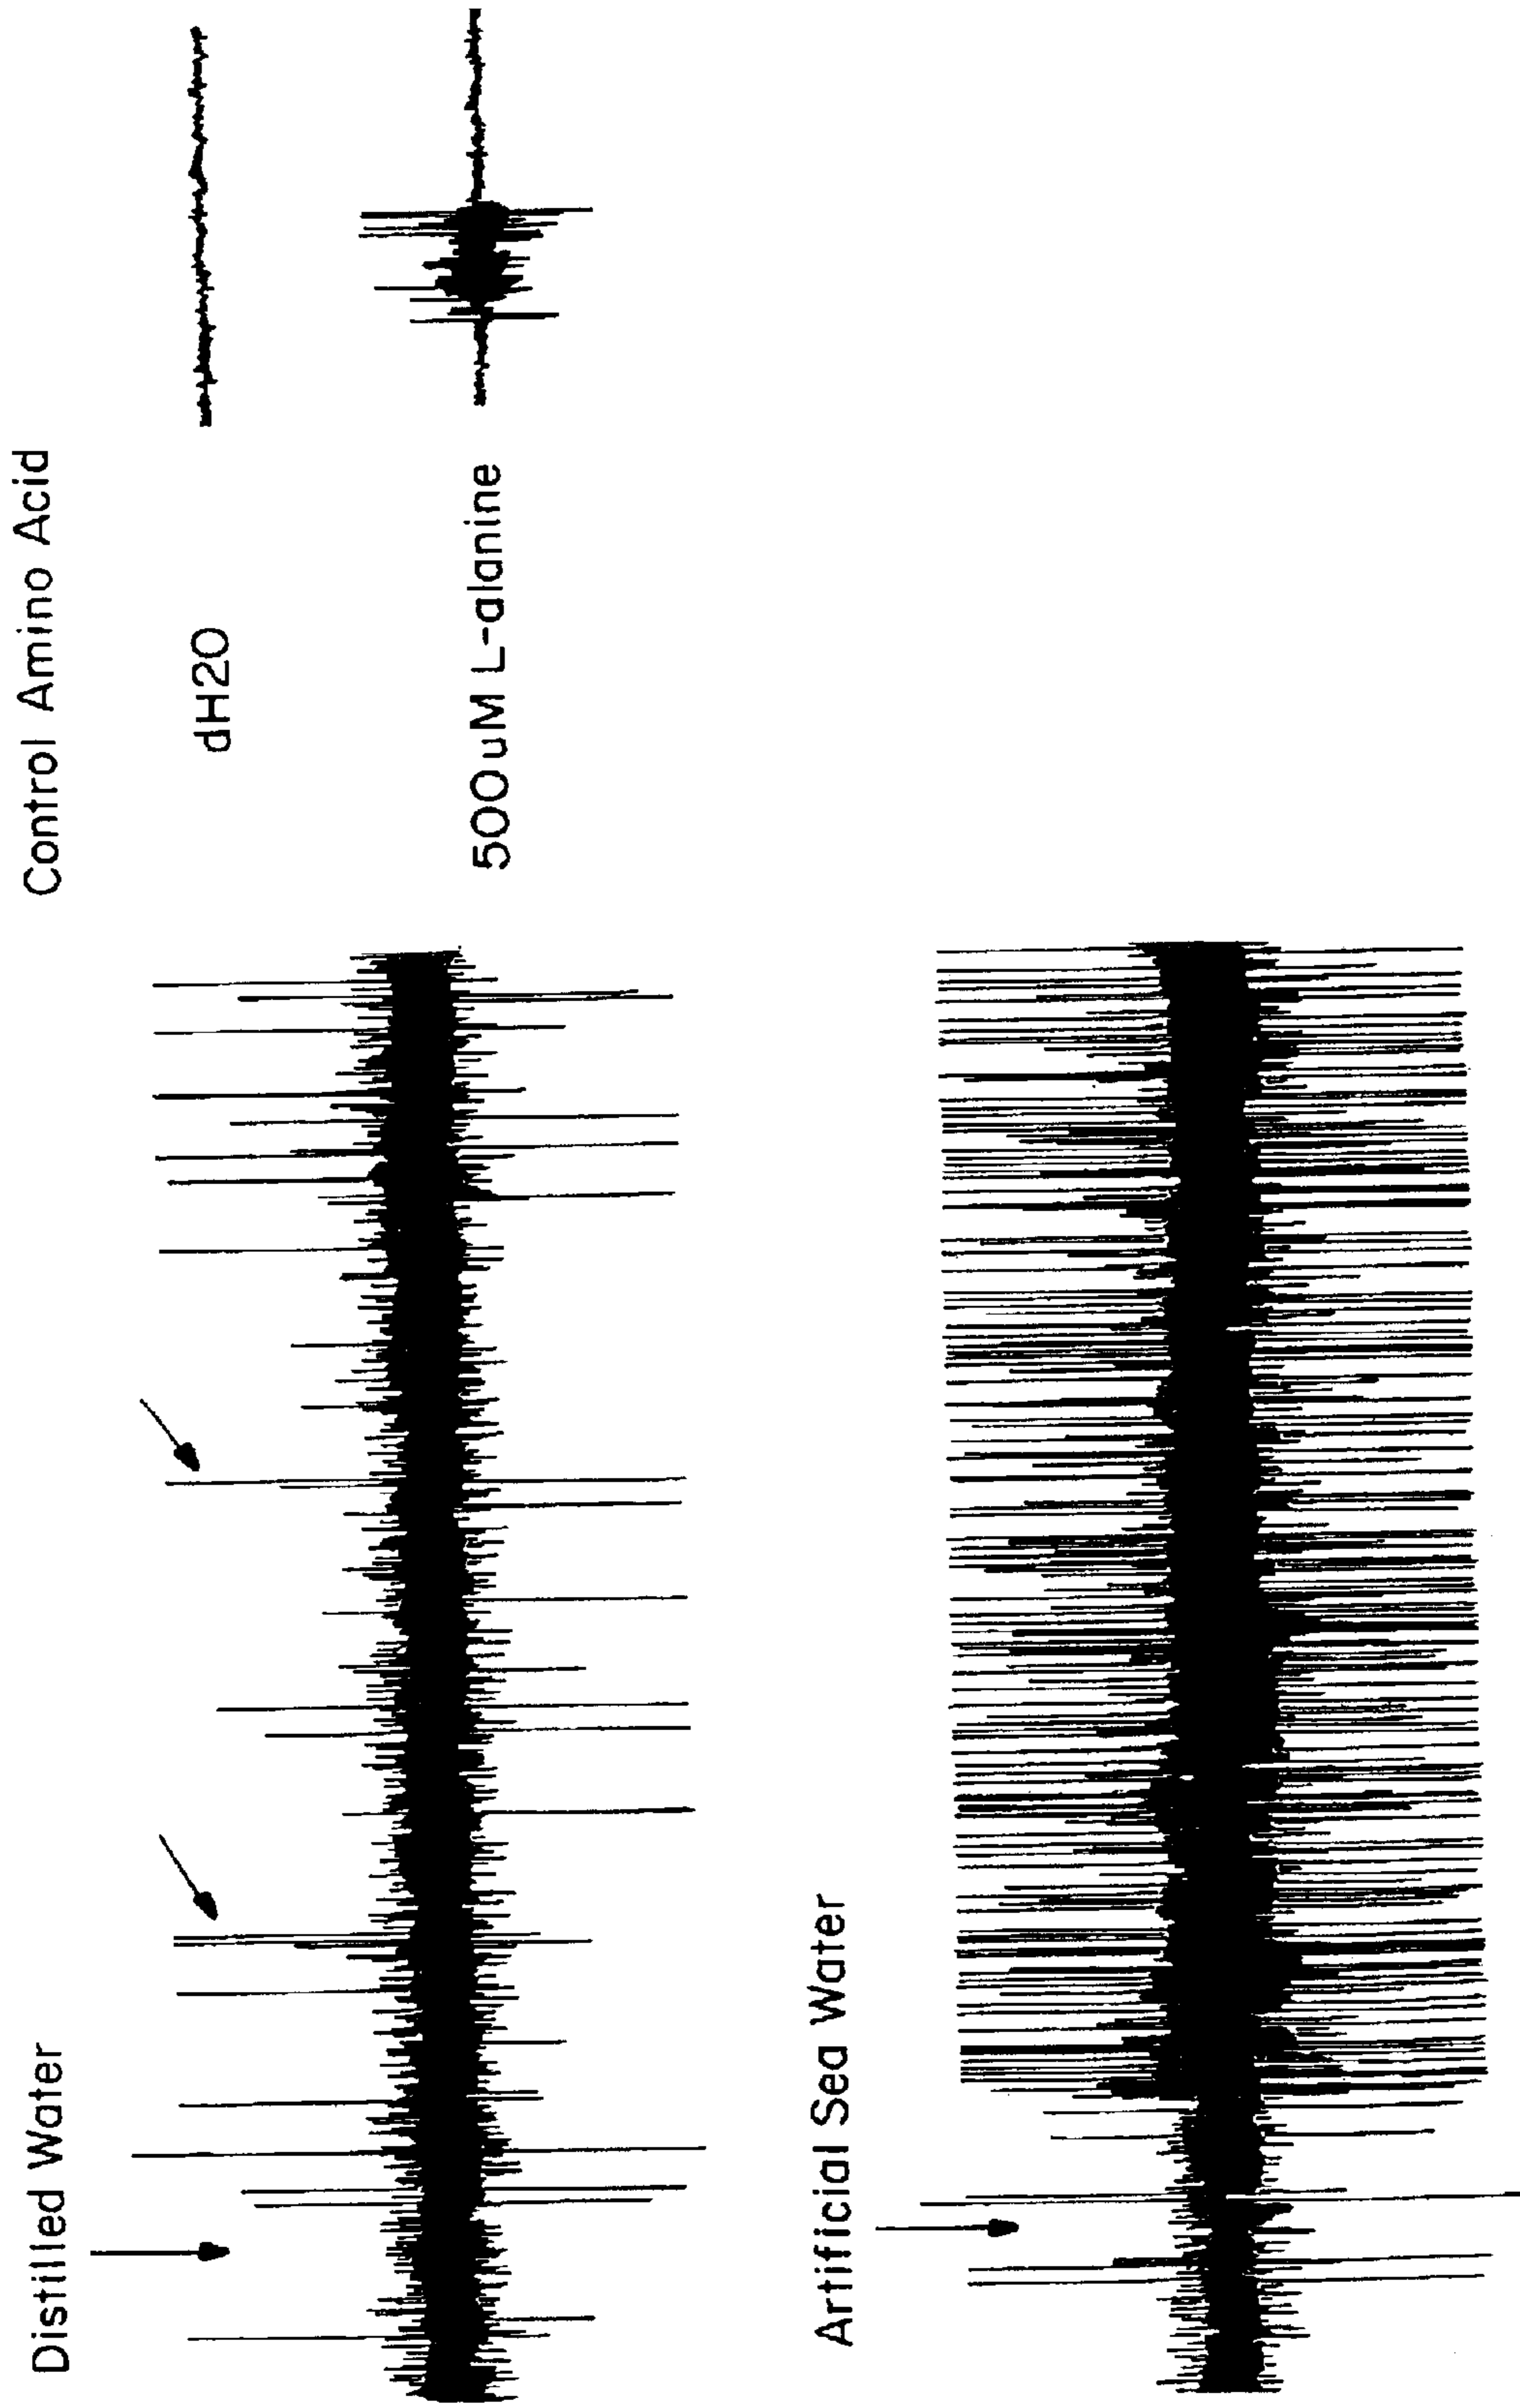 Distilled Water
Control Amino Acid
dH2O
500uM L-alanine
Artificial Sea Water